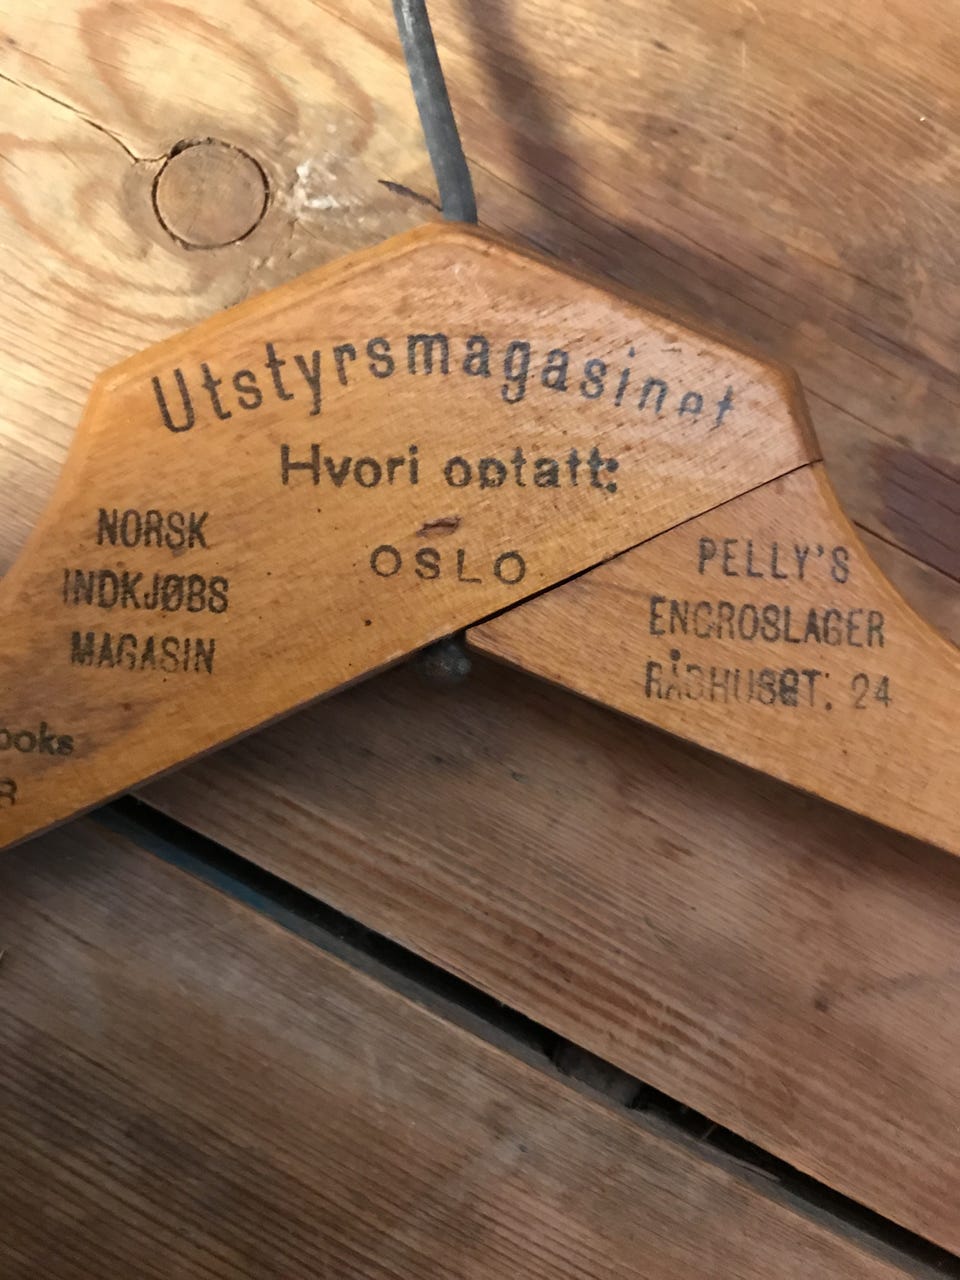 Utstyrsmagasinet
Hvori optatt:
OSLO
NORSK
INDKJØBS
MAGASIN
PELLY'S
ENGROSLAGER
RÅDHUSGT. 24